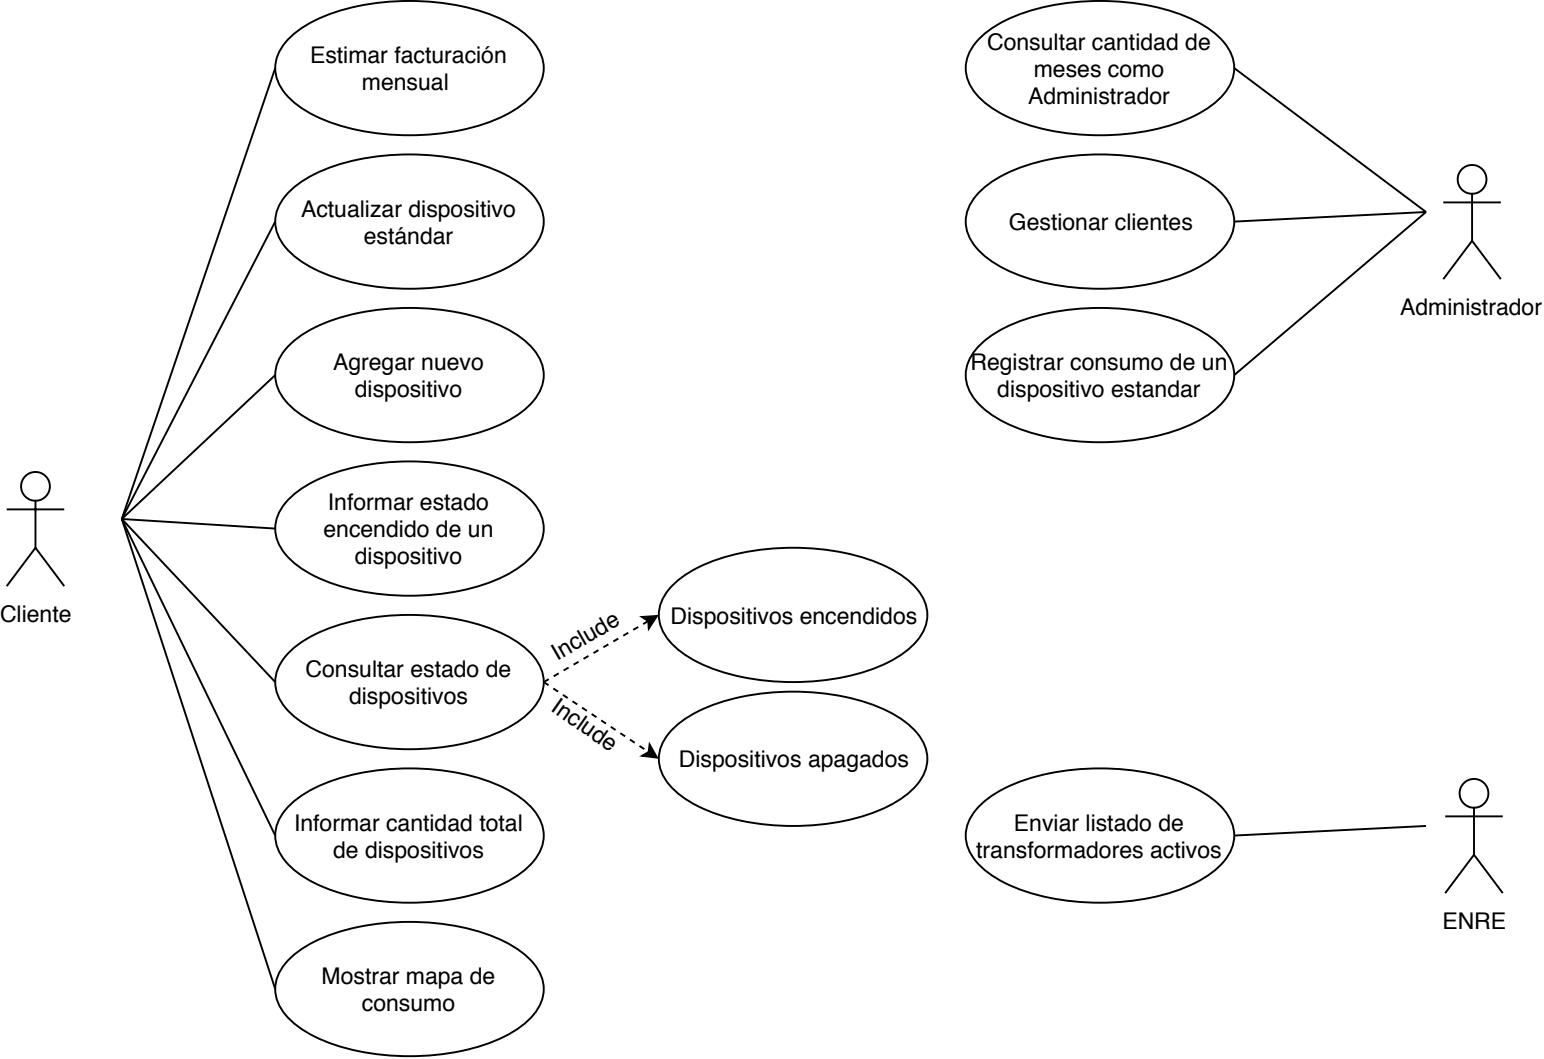 Estimar facturación
mensual
Actualizar dispositivo
estándar
Agregar nuevo
dispositivo
Informar estado
encendido de un
dispositivo
Cliente
Consultar estado de
dispositivos
Include
Include
Dispositivos encendidos
Dispositivos apagados
Informar cantidad total
de dispositivos
Mostrar mapa de
consumo
Consultar cantidad de
meses como
Administrador
Gestionar clientes
Registrar consumo de un
dispositivo estandar
Administrador
Enviar listado de
transformadores activos
ENRE